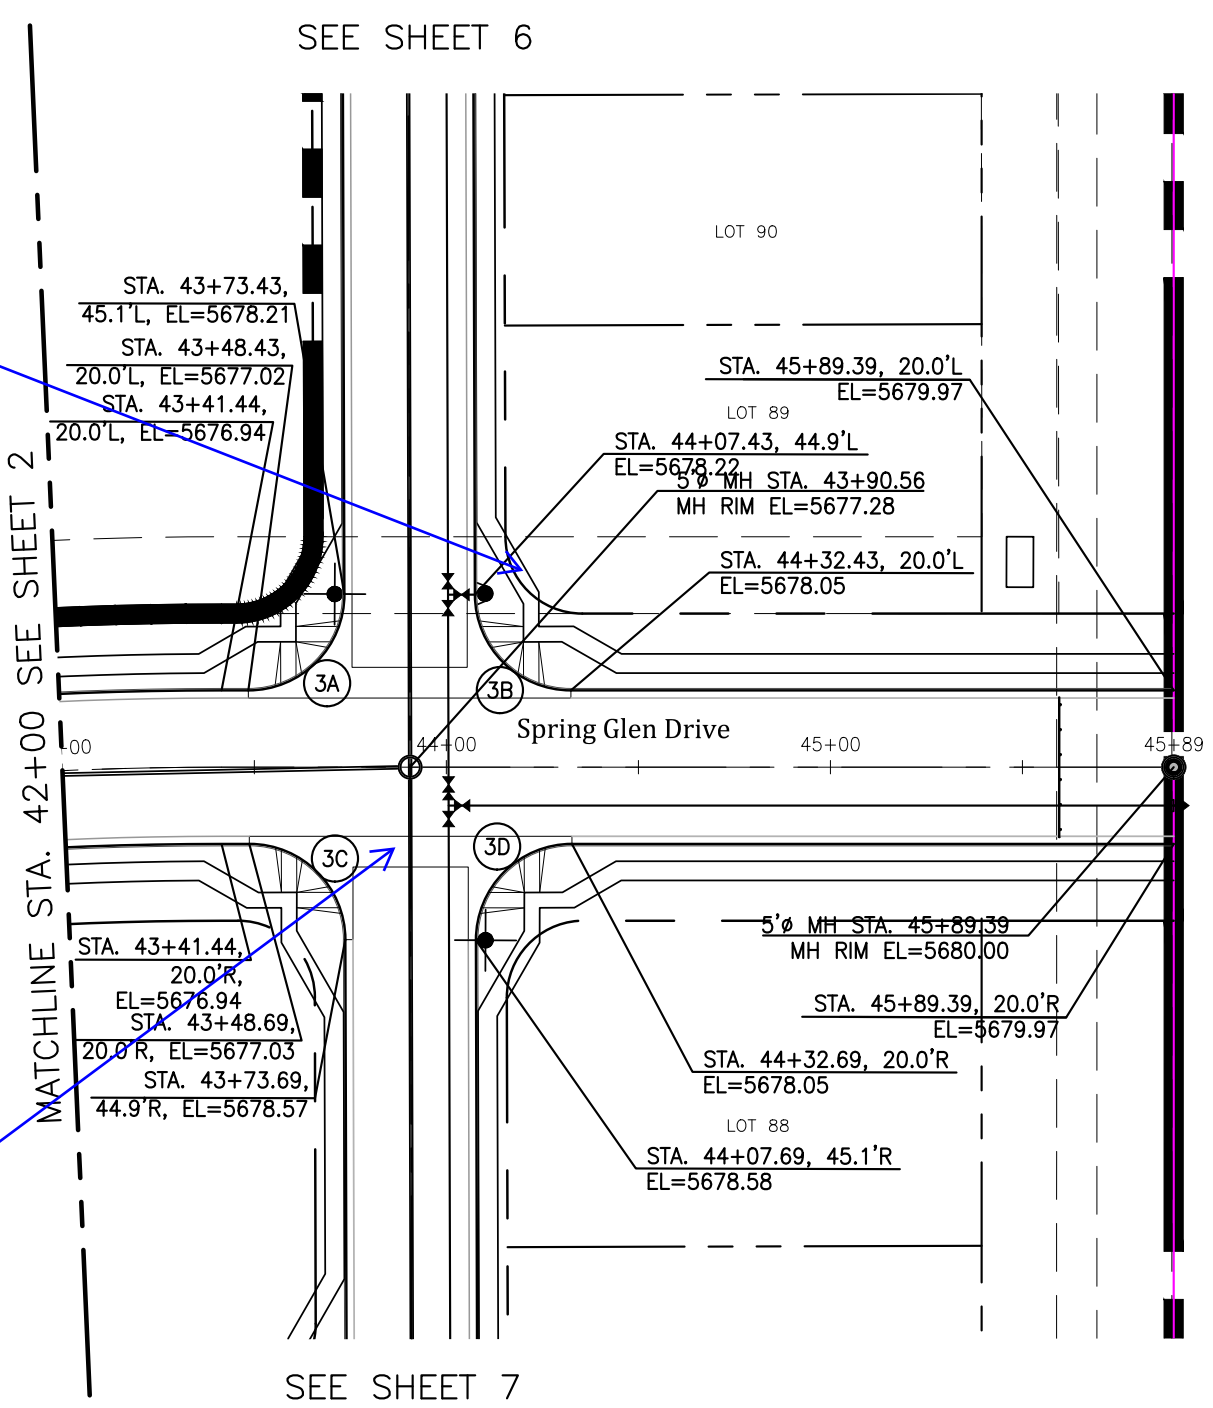 SEE SHEET 6
LOT 90
STA. 43+73.43,
45.1'L, EL=5678.21
STA. 43+48.43,
20.0'L, EL=5677.02
STA. 43+41.44,
20.0'L, EL=5676.94
STA. 45+89.39, 20.0'L
EL=5679.97
LOT 89
STA. 44+07.43, 44.9'L
EL=5678.22
5'ø MH STA. 43+90.56
MH RIM EL=5677.28
STA. 44+32.43, 20.0'L
EL=5678.05
MATCHLINE STA. 42+00 SEE SHEET 2
3A
3B
Spring Glen Drive
+00
44+00
45+00
45+89
3C
3D
STA. 43+41.44,
20.0'R,
EL=5676.94
STA. 43+48.69,
20.0'R, EL=5677.03
STA. 43+73.69,
44.9'R, EL=5678.57
5'ø MH STA. 45+89.39
MH RIM EL=5680.00
STA. 45+89.39, 20.0'R
EL=5679.97
STA. 44+32.69, 20.0'R
EL=5678.05
LOT 88
STA. 44+07.69, 45.1'R
EL=5678.58
SEE SHEET 7